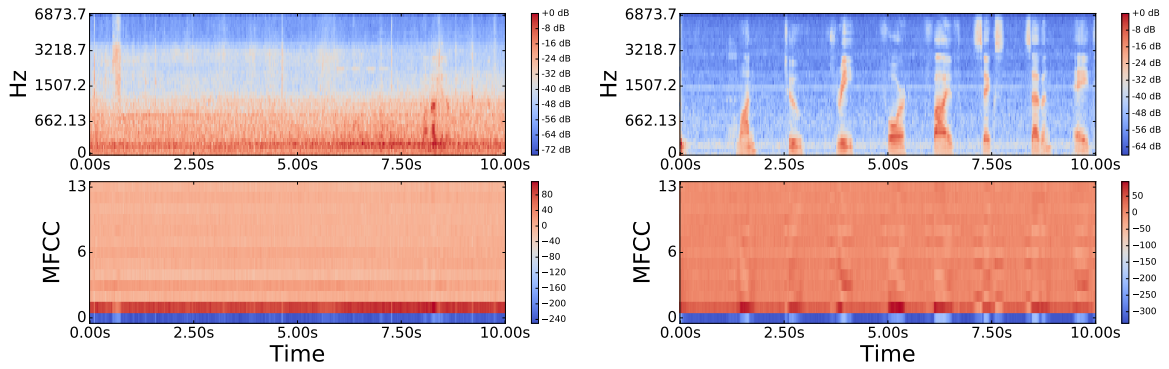 6873.7
3218.7
1507.2
662.13
0
Hz
0.00s 2.50s 5.00s 7.50s 10.00s
+0 dB
-8 dB
-16 dB
-24 dB
-32 dB
-40 dB
-48 dB
-56 dB
-64 dB
-72 dB
13
6
0
MFCC
0.00s 2.50s 5.00s 7.50s 10.00s
Time
80
40
0
−40
−80
−120
−160
−200
−240
6873.7
3218.7
1507.2
662.13
0
Hz
0.00s 2.50s 5.00s 7.50s 10.00s
+0 dB
-8 dB
-16 dB
-24 dB
-32 dB
-40 dB
-48 dB
-56 dB
-64 dB
13
6
0
MFCC
0.00s 2.50s 5.00s 7.50s 10.00s
Time
50
0
−50
−100
−150
−200
−250
−300